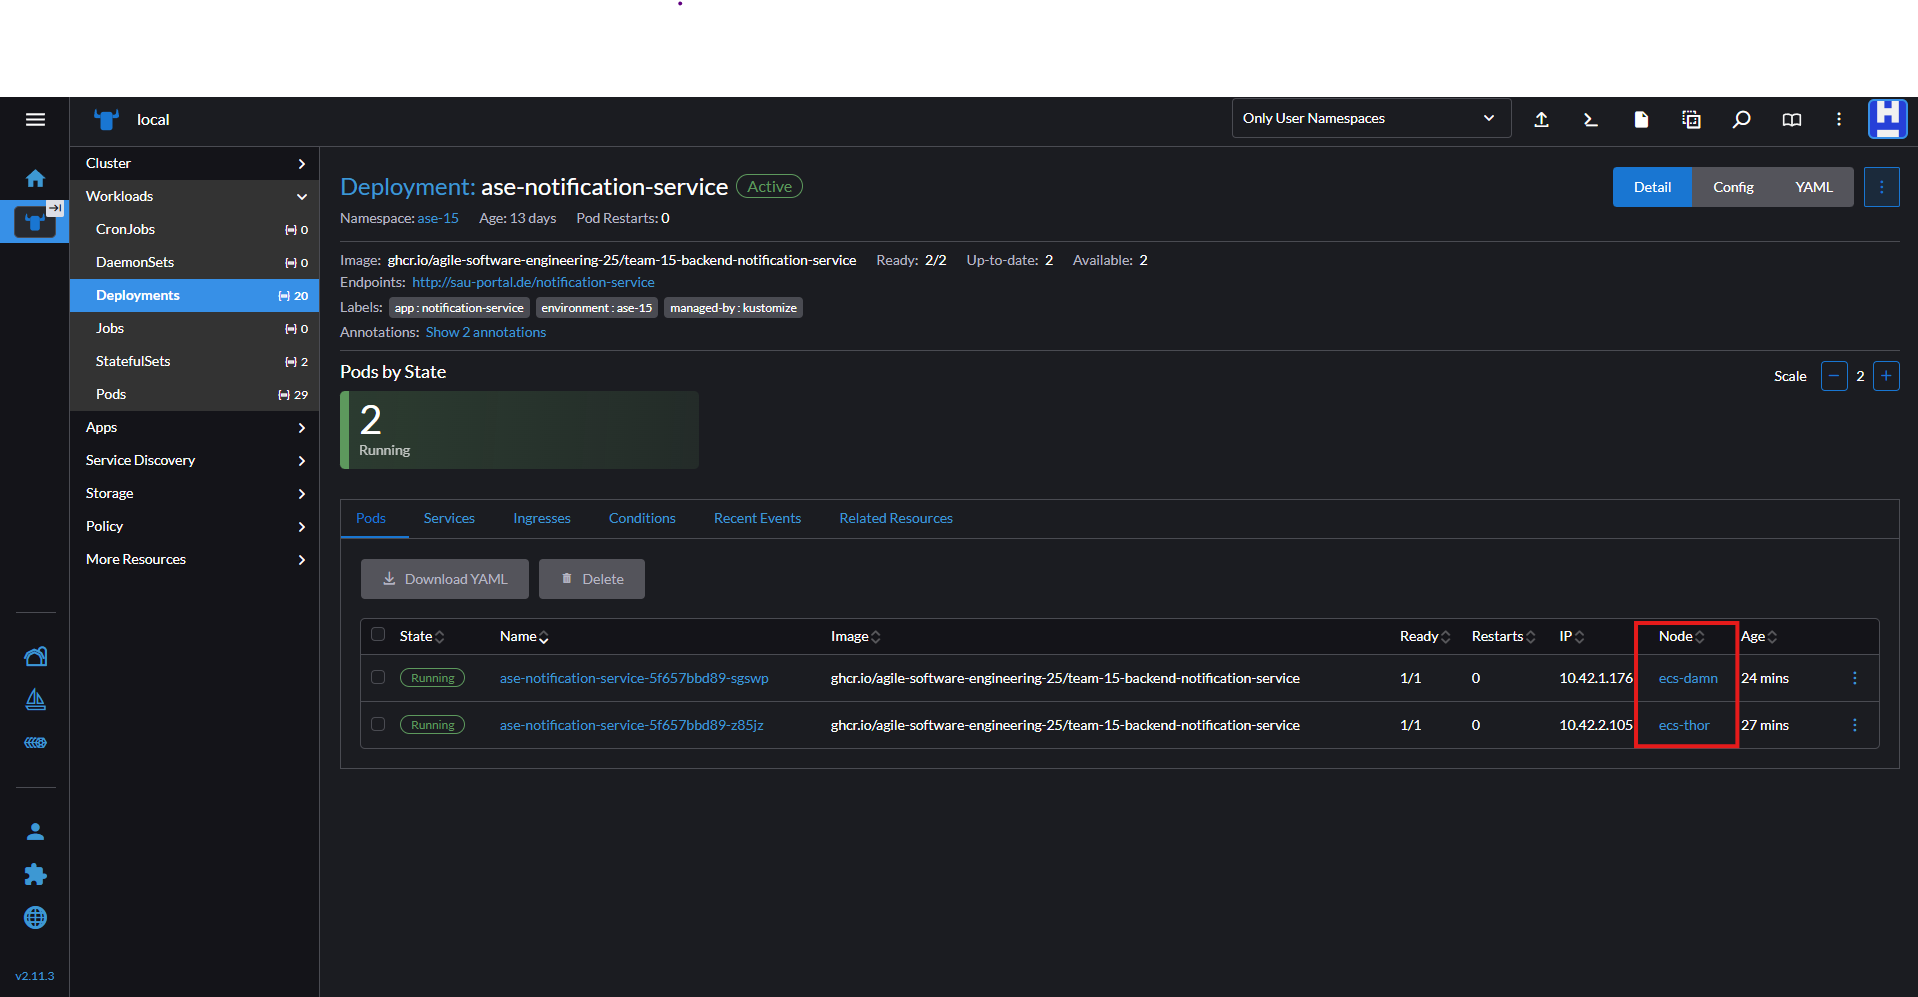 local
Only User Namespaces
Cluster
Workloads
CronJobs 0
DaemonSets 0
Deployments 20
Jobs 0
StatefulSets 2
Pods 29
Apps
Service Discovery
Storage
Policy
More Resources
v2.11.3
Deployment: ase-notification-service Active
Detail Config YAML
Namespace: ase-15 Age: 13 days Pod Restarts: 0
Image: ghcr.io/agile-software-engineering-25/team-15-backend-notification-service Ready: 2/2 Up-to-date: 2 Available: 2
Endpoints: http://sau-portal.de/notification-service
Labels: app : notification-service environment : ase-15 managed-by : kustomize
Annotations: Show 2 annotations
Pods by State
Scale 2
2
Running
Pods Services Ingresses Conditions Recent Events Related Resources
Download YAML Delete
State Name Image Ready Restarts IP Node Age
Running ase-notification-service-5f657bbd89-sgswp ghcr.io/agile-software-engineering-25/team-15-backend-notification-service 1/1 0 10.42.1.176 ecs-damn 24 mins
Running ase-notification-service-5f657bbd89-z85jz ghcr.io/agile-software-engineering-25/team-15-backend-notification-service 1/1 0 10.42.2.105 ecs-thor 27 mins